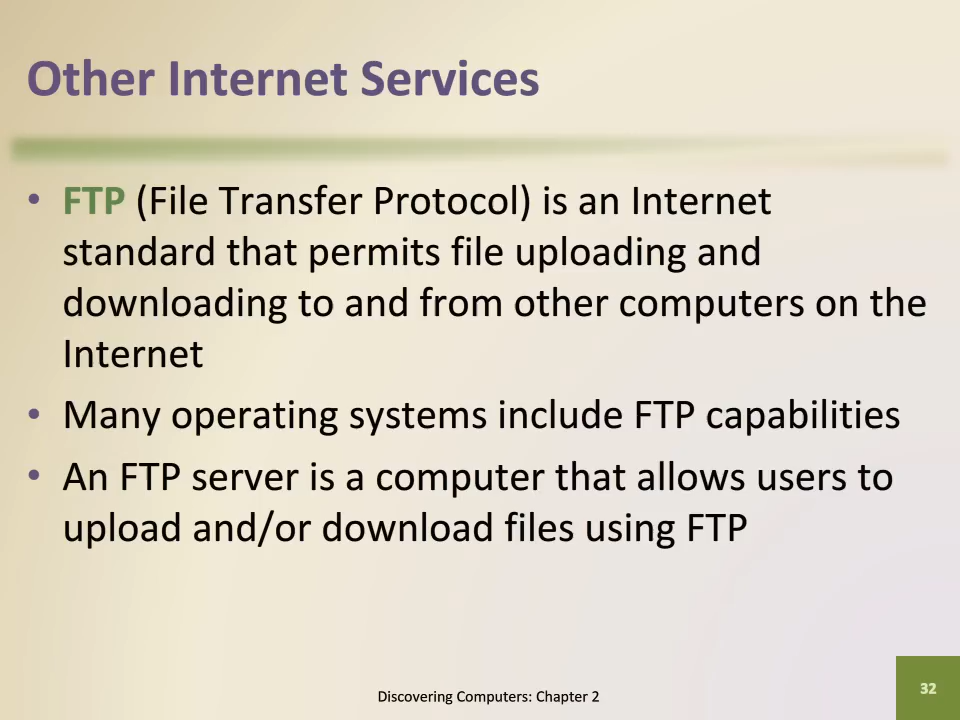 Other Internet Services
• FTP (File Transfer Protocol) is an Internet
standard that permits file uploading and
downloading to and from other computers on the
Internet
• Many operating systems include FTP capabilities
• An FTP server is a computer that allows users to
upload and/or download files using FTP
Discovering Computers: Chapter 2
32